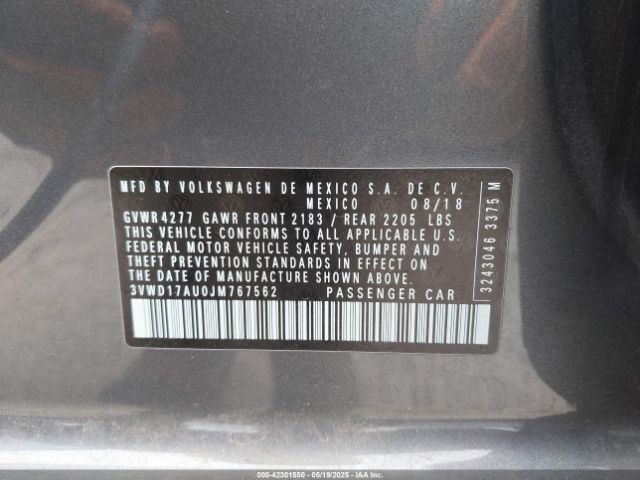 MFD BY VOLKSWAGEN DE MEXICO S.A. DE C.V.
MEXICO 08/18
GVWR 4277 GAWR FRONT 2183 / REAR 2205 LBS
THIS VEHICLE CONFORMS TO ALL APPLICABLE U.S.
FEDERAL MOTOR VEHICLE SAFETY, BUMPER AND
THEFT PREVENTION STANDARDS IN EFFECT ON
THE DATE OF MANUFACTURE SHOWN ABOVE.
3VWD17AU0JM767562 PASSENGER CAR
3243046 3375 M
000-42301550 - 05/19/2025 - IAAI.COM